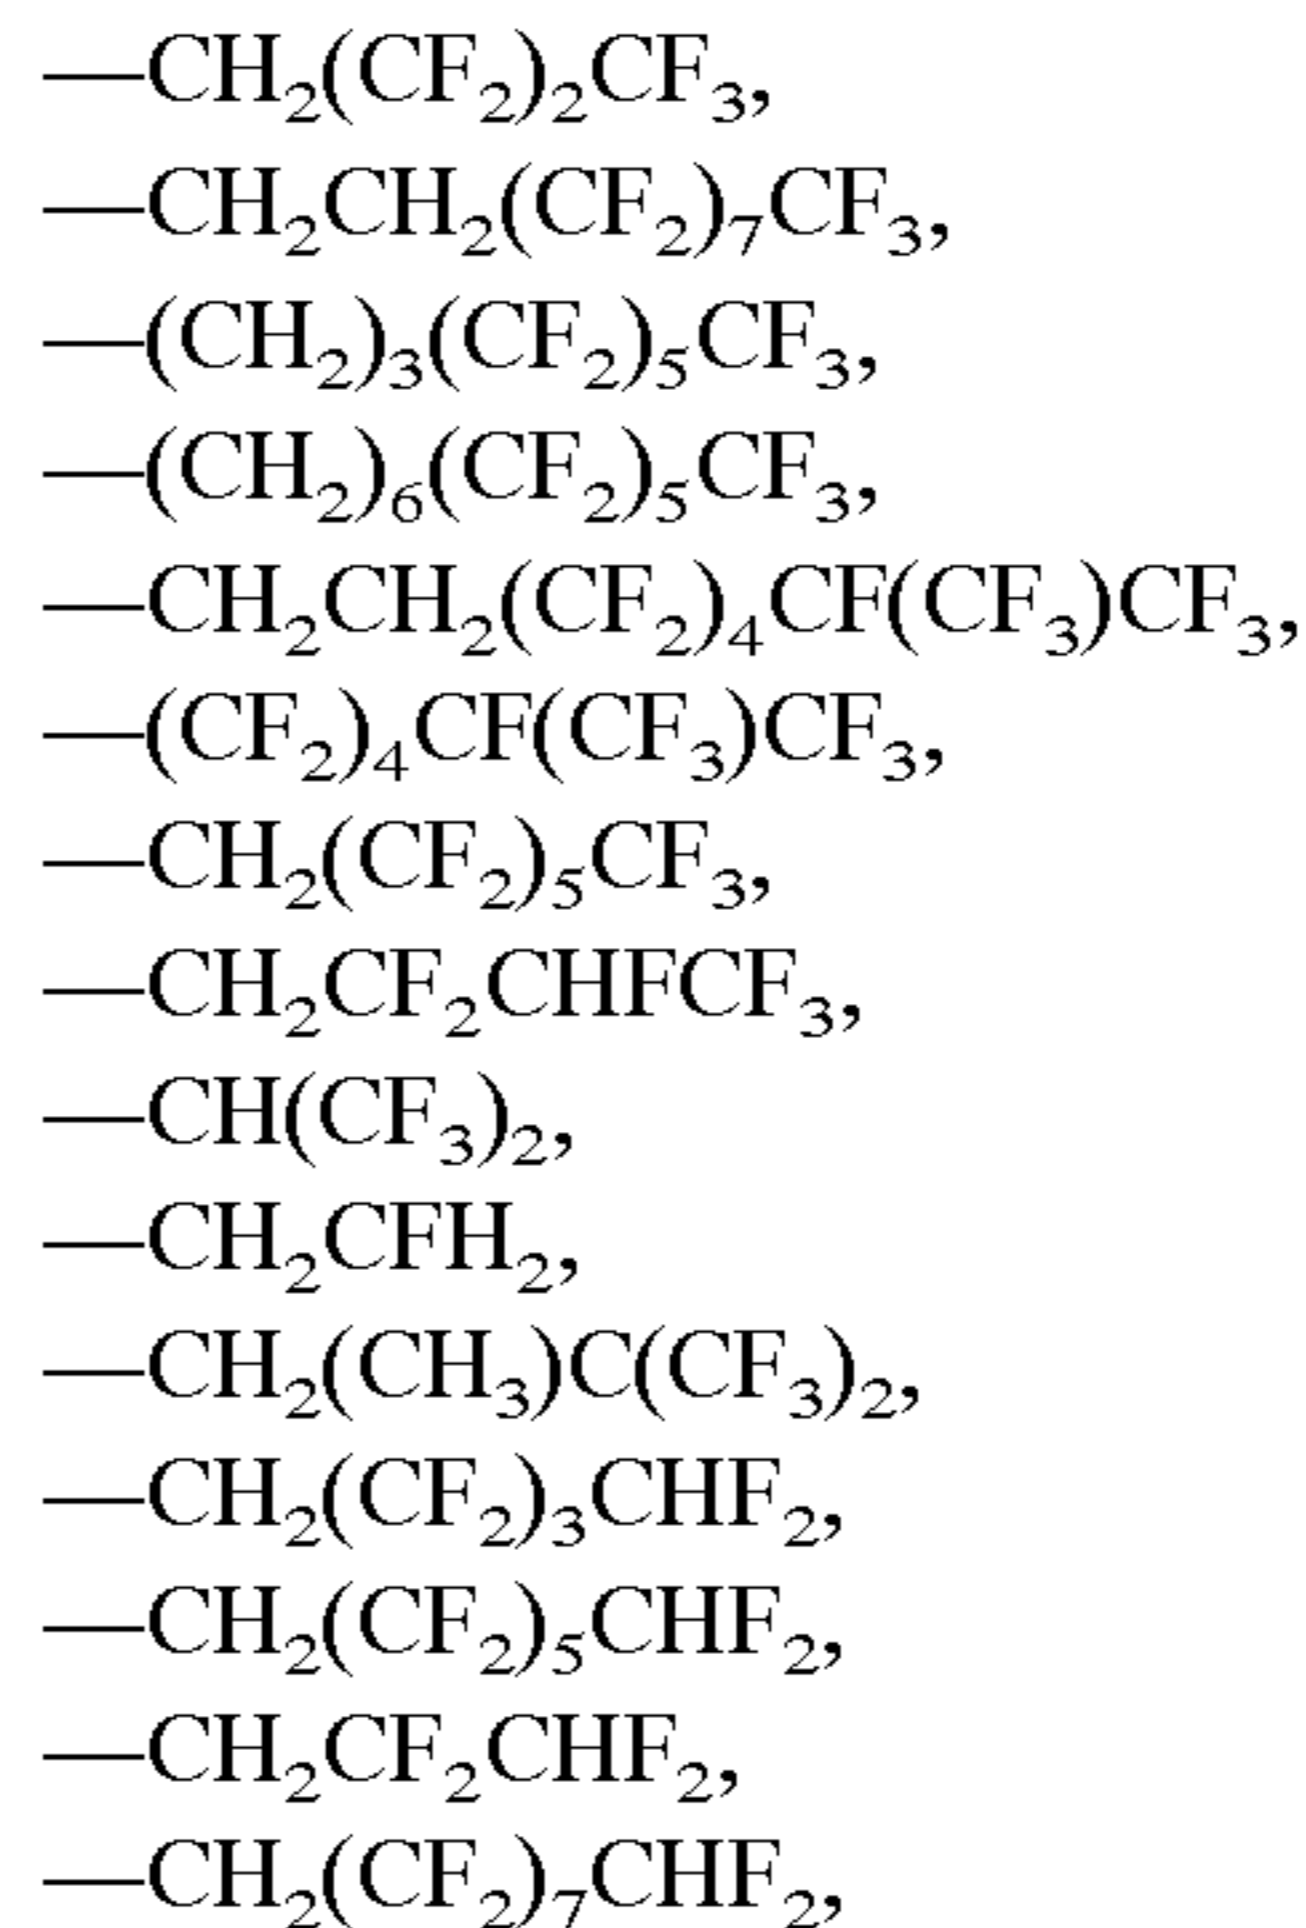 —CH₂(CF₂)₂CF₃,
—CH₂CH₂(CF₂)₇CF₃,
—(CH₂)₃(CF₂)₅CF₃,
—(CH₂)₆(CF₂)₅CF₃,
—CH₂CH₂(CF₂)₄CF(CF₃)CF₃,
—(CF₂)₄CF(CF₃)CF₃,
—CH₂(CF₂)₅CF₃,
—CH₂CF₂CHFCF₃,
—CH(CF₃)₂,
—CH₂CFH₂,
—CH₂(CH₃)C(CF₃)₂,
—CH₂(CF₂)₃CHF₂,
—CH₂(CF₂)₅CHF₂,
—CH₂CF₂CHF₂,
—CH₂(CF₂)₇CHF₂,